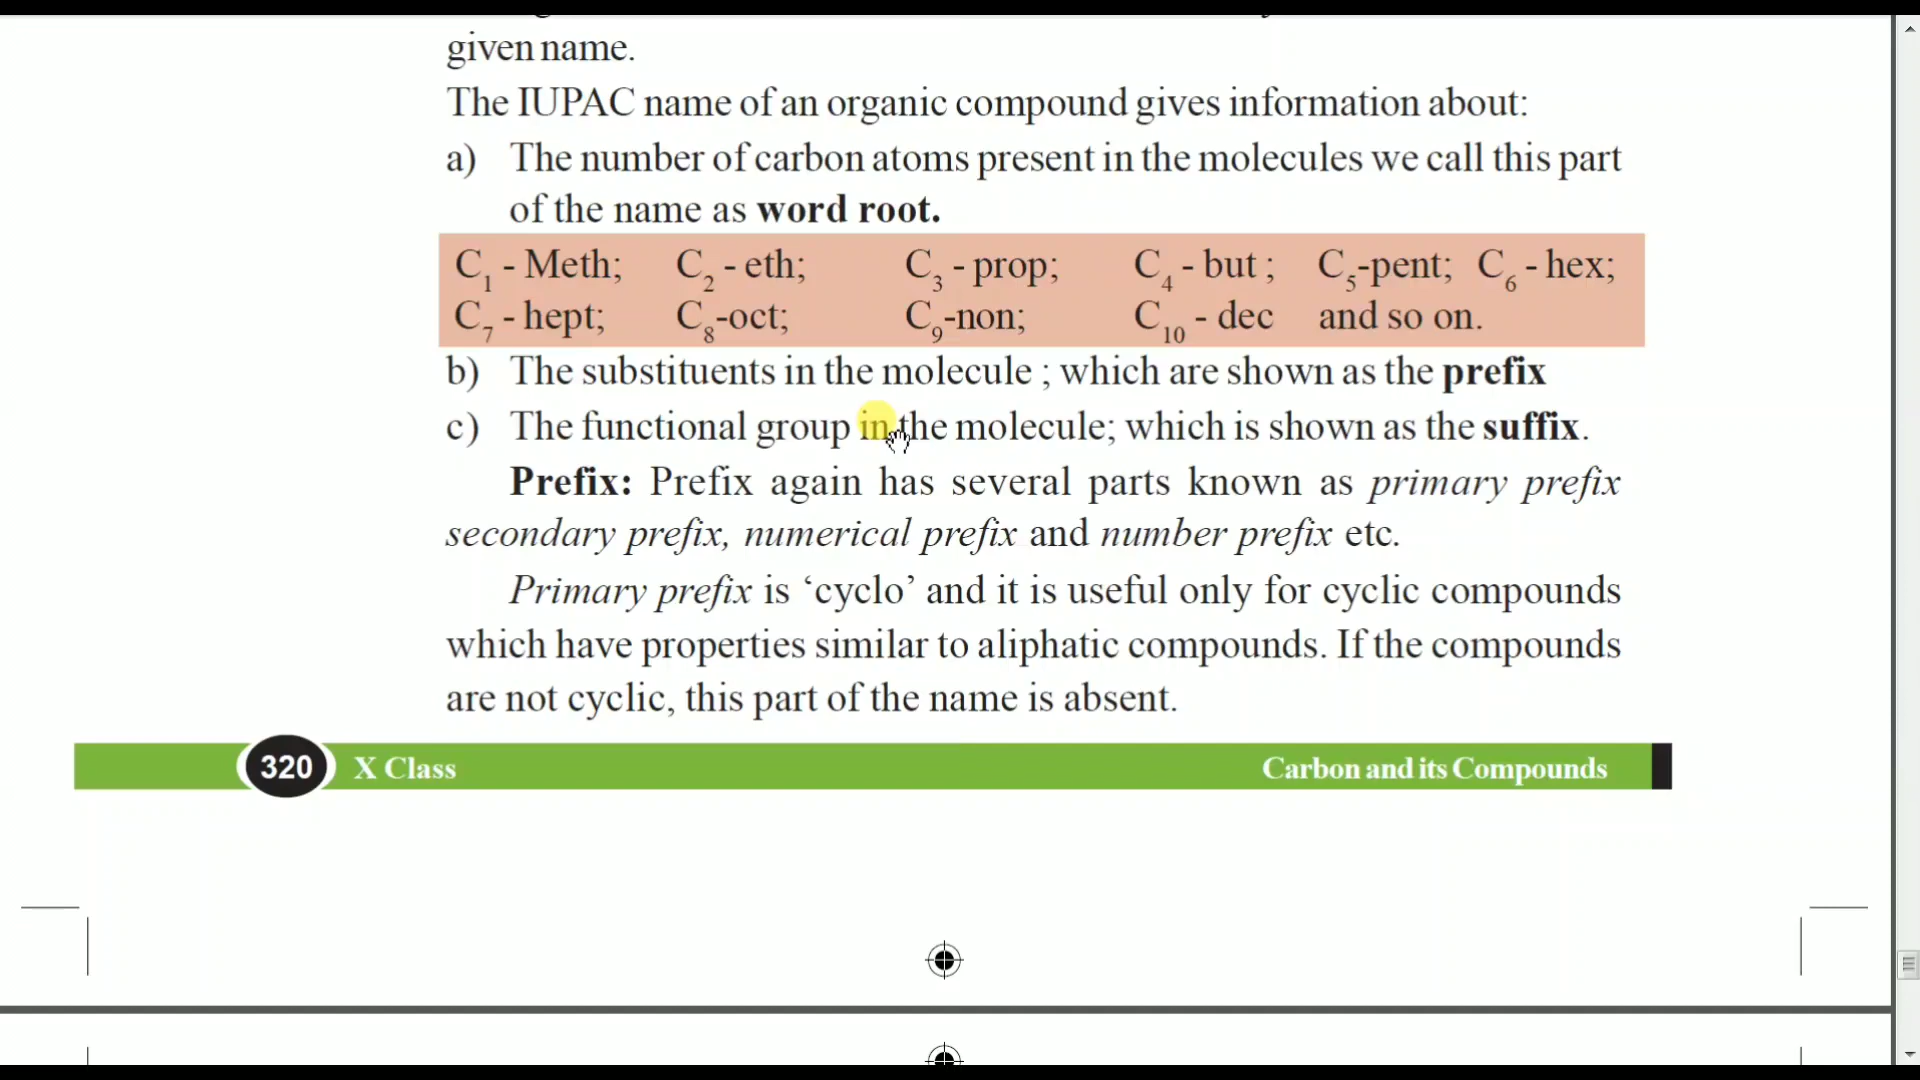 given name.
The IUPAC name of an organic compound gives information about:
a) The number of carbon atoms present in the molecules we call this part
of the name as word root.
C₁ - Meth; C₂ - eth; C₃ - prop; C₄ - but ; C₅-pent; C₆ - hex;
C₇ - hept; C₈-oct; C₉-non; C₁₀ - dec and so on.
b) The substituents in the molecule ; which are shown as the prefix
c) The functional group in the molecule; which is shown as the suffix.
Prefix: Prefix again has several parts known as primary prefix
secondary prefix, numerical prefix and number prefix etc.
Primary prefix is ‘cyclo’ and it is useful only for cyclic compounds
which have properties similar to aliphatic compounds. If the compounds
are not cyclic, this part of the name is absent.
320 X Class Carbon and its Compounds